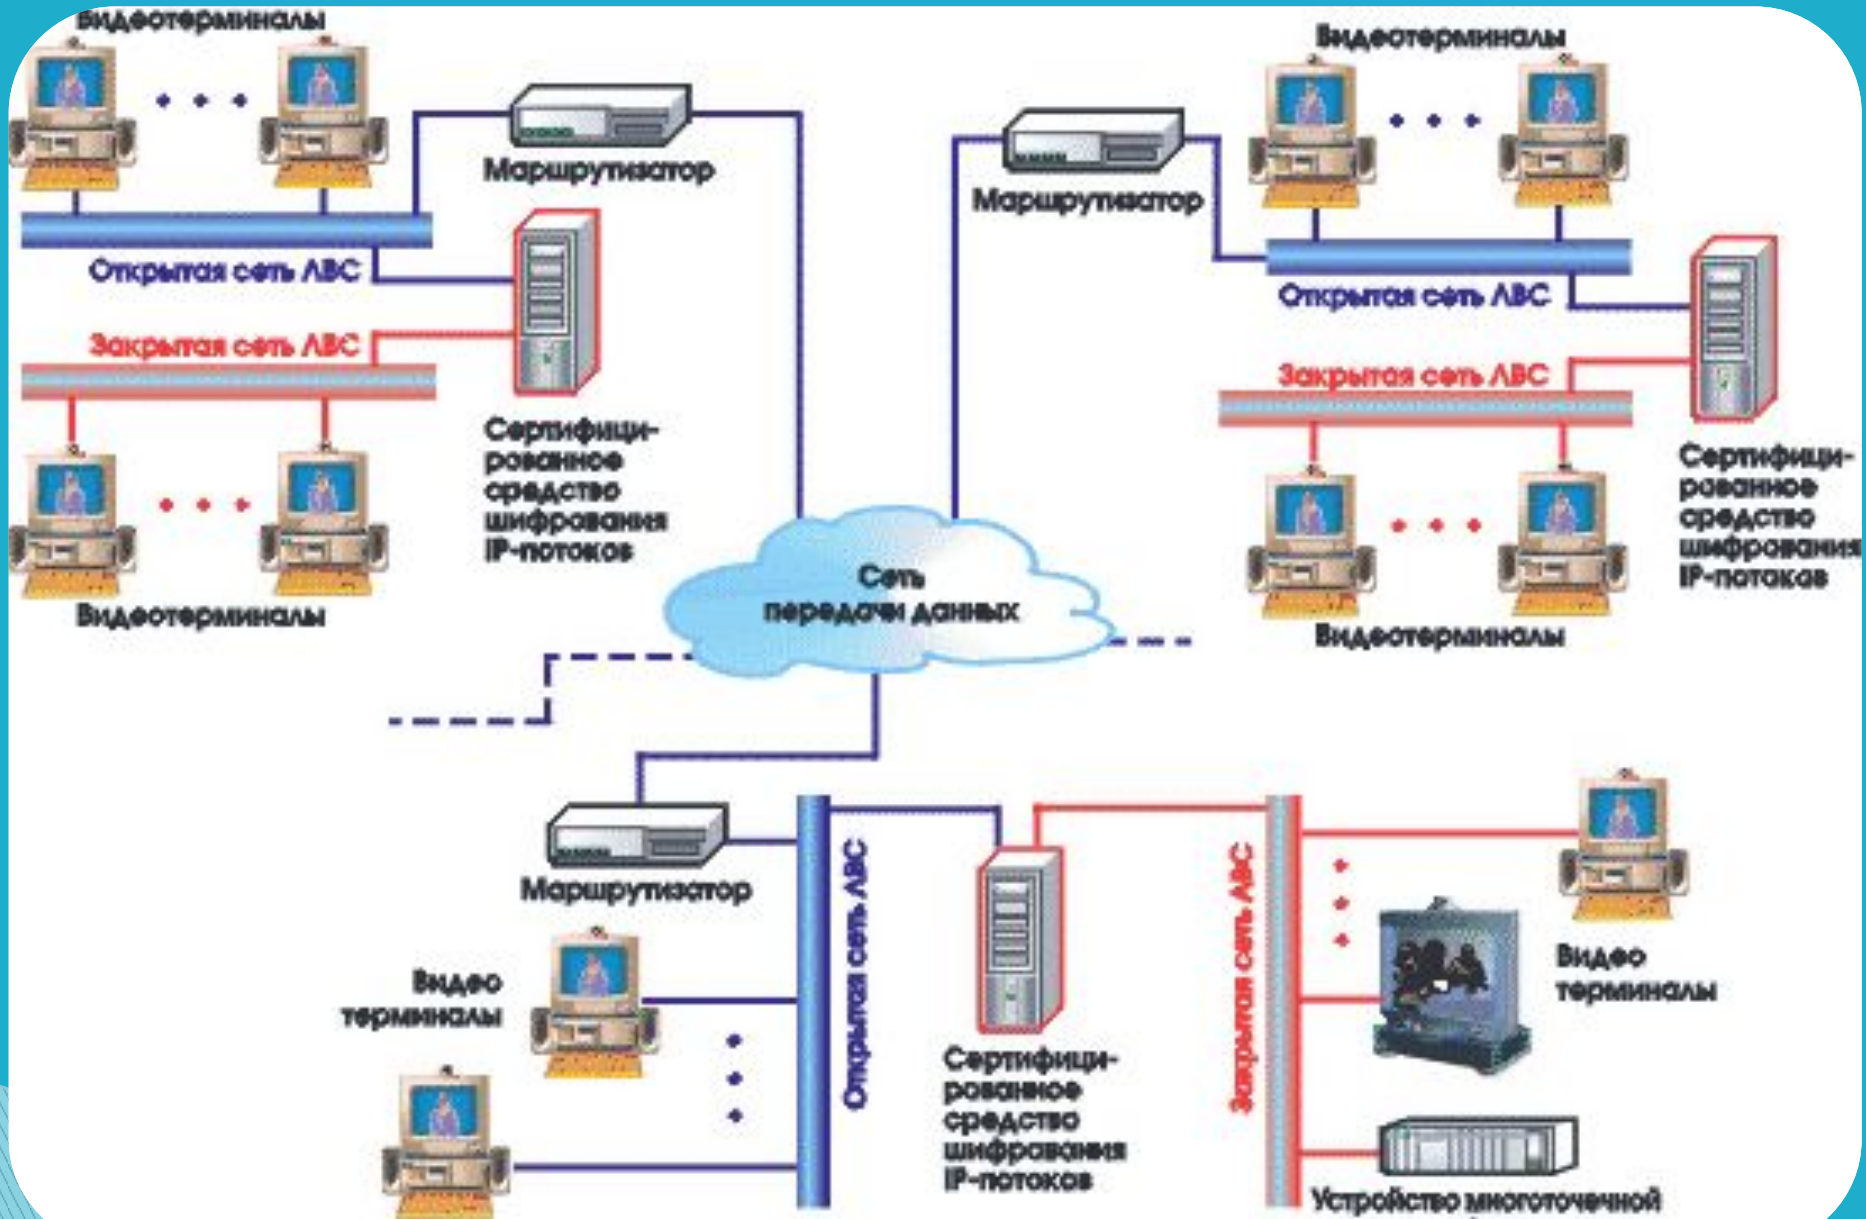 Видеотерминалы
Маршрутизатор
Открытая сеть ЛВС
Закрытая сеть ЛВС
Сертифици-
рованное
средство
шифрования
IP-потоков
Видеотерминалы
Видеотерминалы
Маршрутизатор
Открытая сеть ЛВС
Закрытая сеть ЛВС
Сертифици-
рованное
средство
шифрования
IP-потоков
Видеотерминалы
Сеть
передачи данных
Маршрутизатор
Видео
терминалы
Открытая сеть ЛВС
Сертифици-
рованное
средство
шифрования
IP-потоков
Закрытая сеть ЛВС
Видео
терминалы
Устройство многоточечной